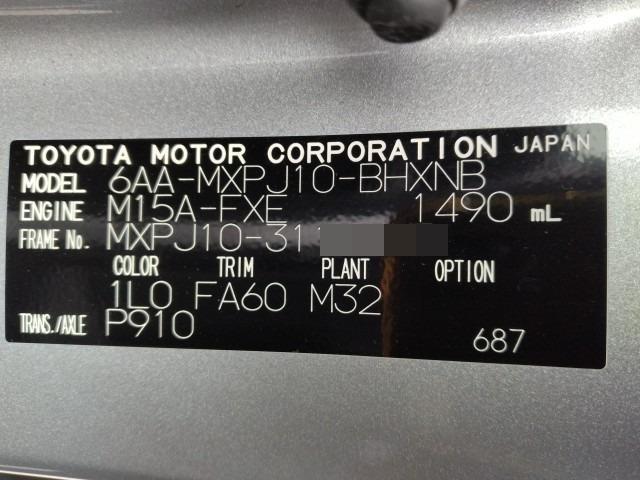 TOYOTA MOTOR CORPORATION JAPAN
MODEL 6AA-MXPJ10-BHXNB
ENGINE M15A-FXE 1490 mL
FRAME No. MXPJ10-311
COLOR TRIM PLANT OPTION
1L0 FA60 M32
TRANS./AXLE P910
687